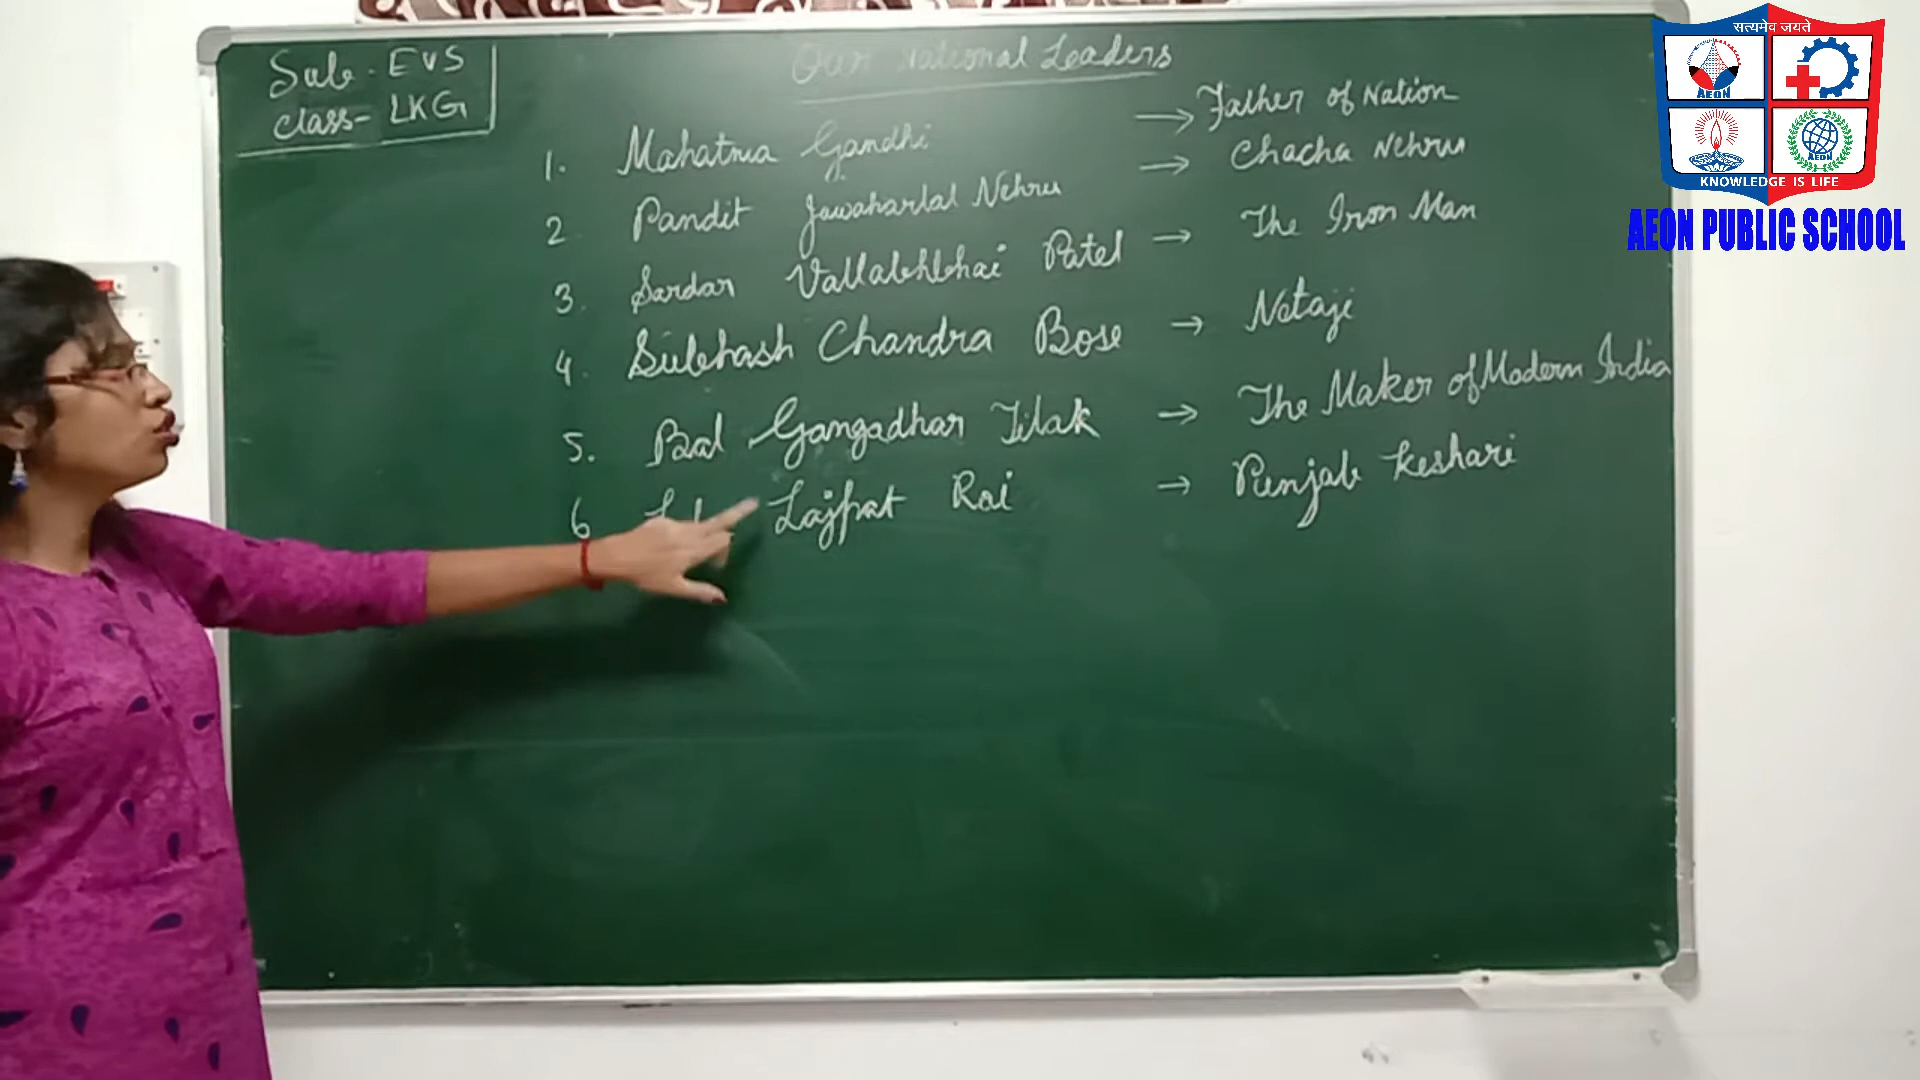 Sub - EVS
Class - LKG
Our National Leaders
1. Mahatma Gandhi → Father of Nation
2 Pandit Jawaharlal Nehru → Chacha Nehru
3. Sardar Vallabhbhai Patel → The Iron Man
4. Subhash Chandra Bose → Netaji
5. Bal Gangadhar Tilak → The Maker of Modern India
6 Lajpat Rai → Punjab Keshari
सत्यमेव जयते
AEON
AEON
KNOWLEDGE IS LIFE
AEON PUBLIC SCHOOL